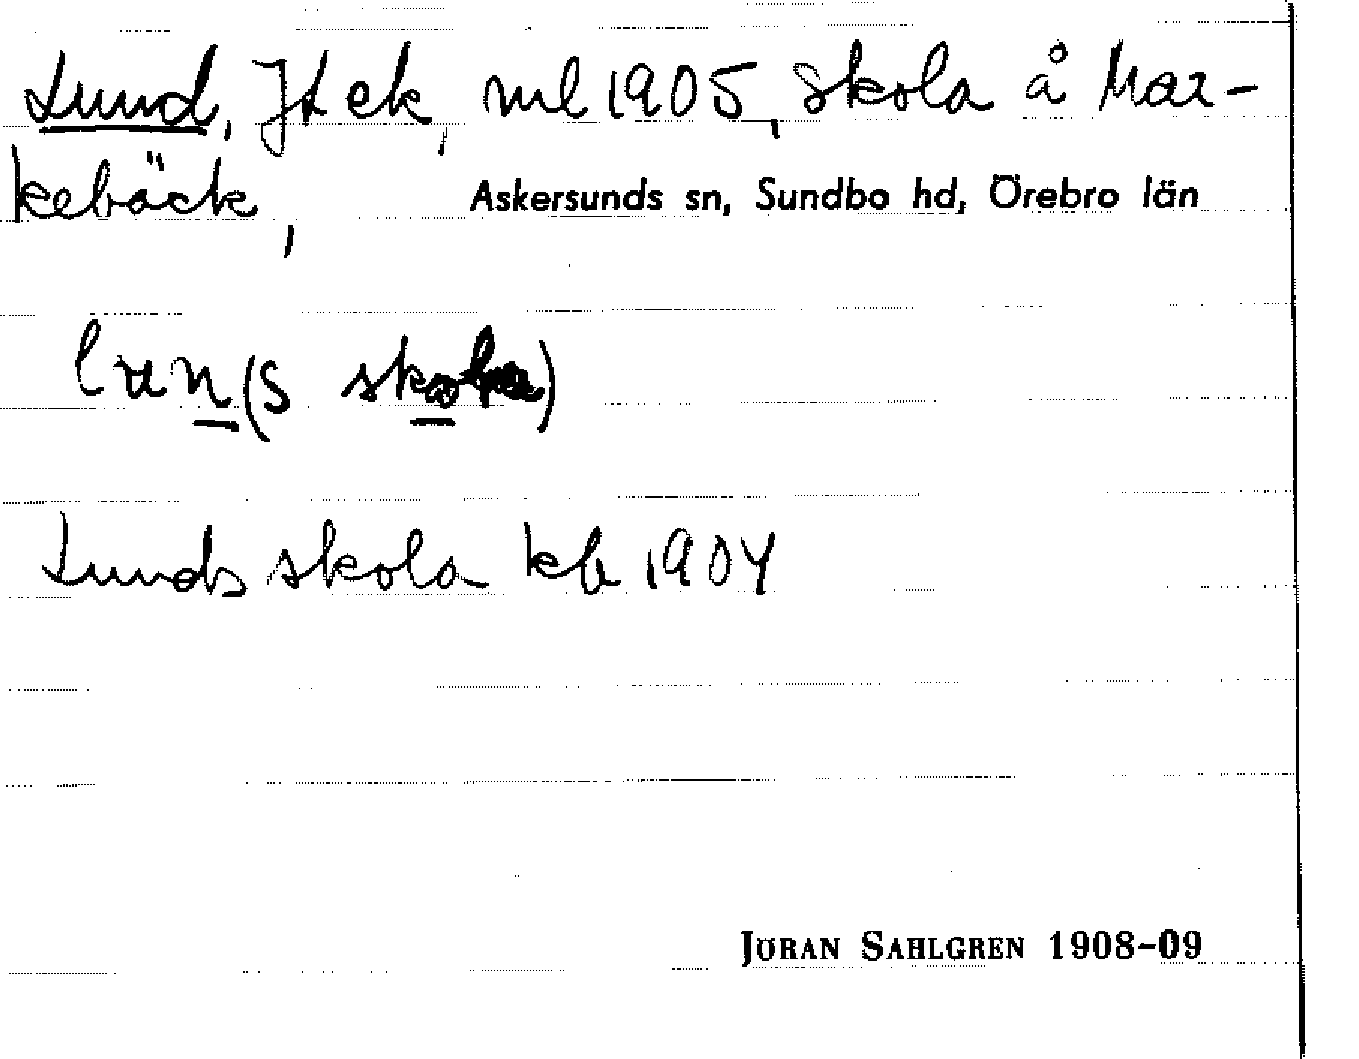 Lund, JEek, ml 1905, skola å Mar-
kebäck, Askersunds sn, Sundbo hd, Örebro län
lun(s skola)
Lunds skola kb 1904
JÖRAN SAHLGREN 1908-09